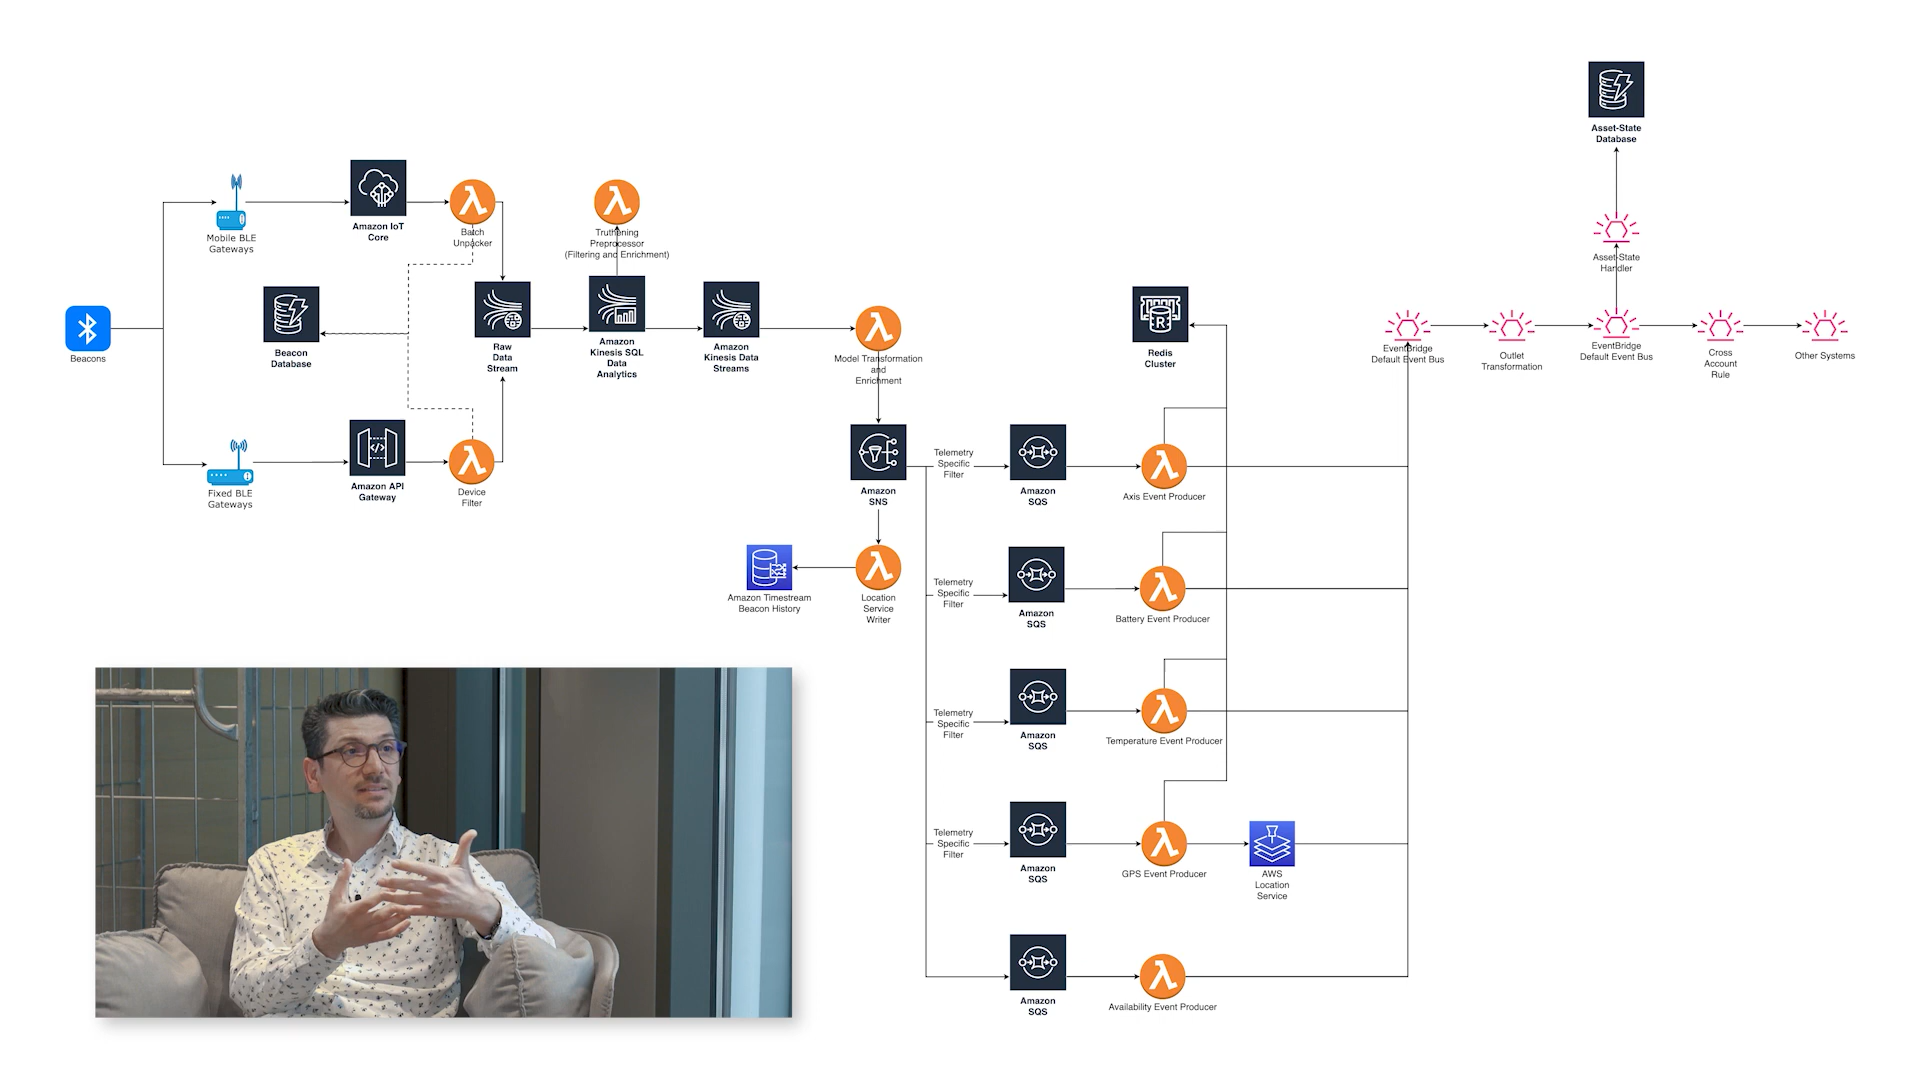 Beacons
Mobile BLE
Gateways
Amazon IoT
Core
Batch
Unpacker
Truthening
Preprocessor
(Filtering and Enrichment)
Beacon
Database
Raw
Data
Stream
Amazon
Kinesis SQL
Data
Analytics
Amazon
Kinesis Data
Streams
Model Transformation
and
Enrichment
Fixed BLE
Gateways
Amazon API
Gateway
Device
Filter
Amazon
SNS
Amazon Timestream
Beacon History
Location
Service
Writer
Telemetry
Specific
Filter
Amazon
SQS
Axis Event Producer
Telemetry
Specific
Filter
Amazon
SQS
Battery Event Producer
Telemetry
Specific
Filter
Amazon
SQS
Temperature Event Producer
Telemetry
Specific
Filter
Amazon
SQS
GPS Event Producer
AWS
Location
Service
Amazon
SQS
Availability Event Producer
R
Redis
Cluster
Asset-State
Database
Asset-State
Handler
EventBridge
Default Event Bus
Outlet
Transformation
EventBridge
Default Event Bus
Cross
Account
Rule
Other Systems